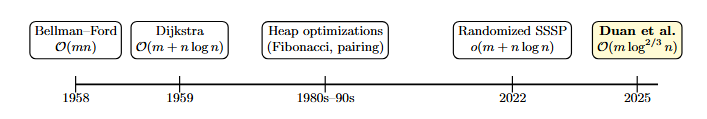 Bellman–Ford
𝒪(mn)
Dijkstra
𝒪(m + n log n)
Heap optimizations
(Fibonacci, pairing)
Randomized SSSP
o(m + n log n)
Duan et al.
𝒪(m log^{2/3} n)
1958
1959
1980s–90s
2022
2025